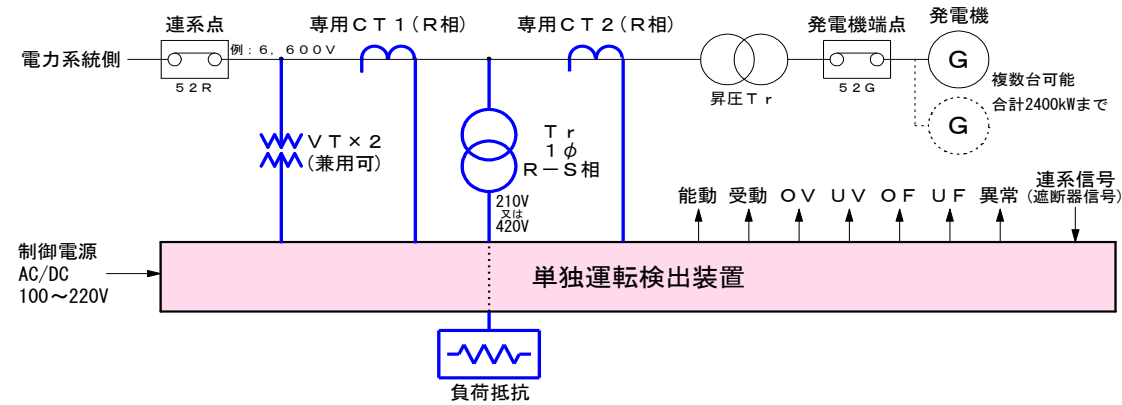 連系点
専用CT1(R相)
専用CT2(R相)
発電機端点
発電機
例:6,600V
電力系統側
52R
昇圧Tr
52G
G
複数台可能
合計2400kWまで
G
VT×2
(兼用可)
Tr
1φ
R-S相
210V
又は
420V
能動 受動 OV UV OF UF 異常
連系信号
(遮断器信号)
制御電源
AC/DC
100~220V
単独運転検出装置
負荷抵抗